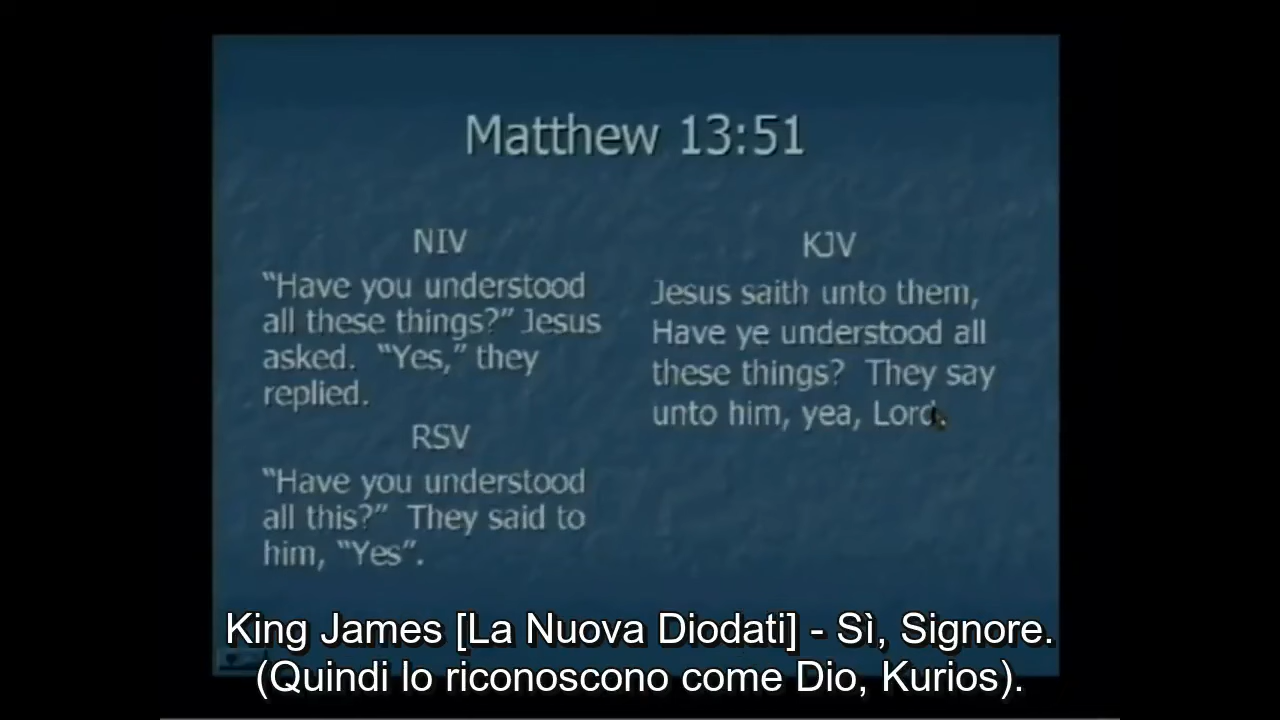 Matthew 13:51
NIV
“Have you understood
all these things?” Jesus
asked. “Yes,” they
replied.
RSV
“Have you understood
all this?” They said to
him, “Yes”.
KJV
Jesus saith unto them,
Have ye understood all
these things? They say
unto him, yea, Lord.
King James [La Nuova Diodati] - Sì, Signore.
(Quindi lo riconoscono come Dio, Kurios).